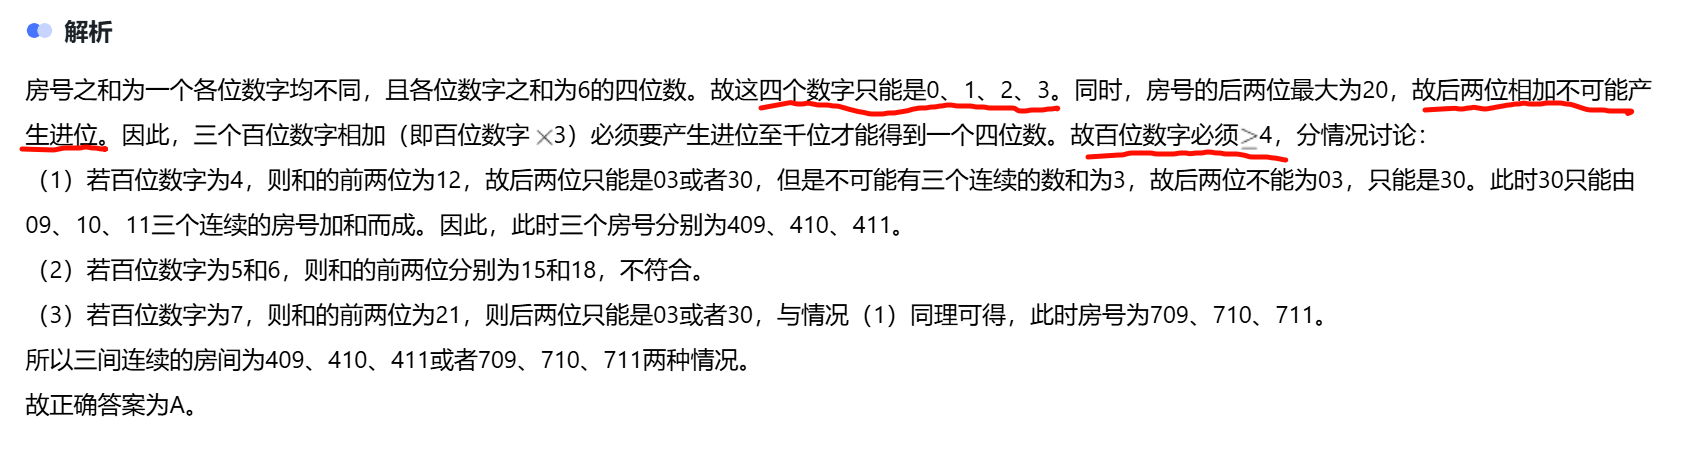 解析
房号之和为一个各位数字均不同，且各位数字之和为6的四位数。故这四个数字只能是0、1、2、3。同时，房号的后两位最大为20，故后两位相加不可能产
生进位。因此，三个百位数字相加（即百位数字×3）必须要产生进位至千位才能得到一个四位数。故百位数字必须≥4，分情况讨论：
（1）若百位数字为4，则和的前两位为12，故后两位只能是03或者30，但是不可能有三个连续的数和为3，故后两位不能为03，只能是30。此时30只能由
09、10、11三个连续的房号加和而成。因此，此时三个房号分别为409、410、411。
（2）若百位数字为5和6，则和的前两位分别为15和18，不符合。
（3）若百位数字为7，则和的前两位为21，则后两位只能是03或者30，与情况（1）同理可得，此时房号为709、710、711。
所以三间连续的房间为409、410、411或者709、710、711两种情况。
故正确答案为A。